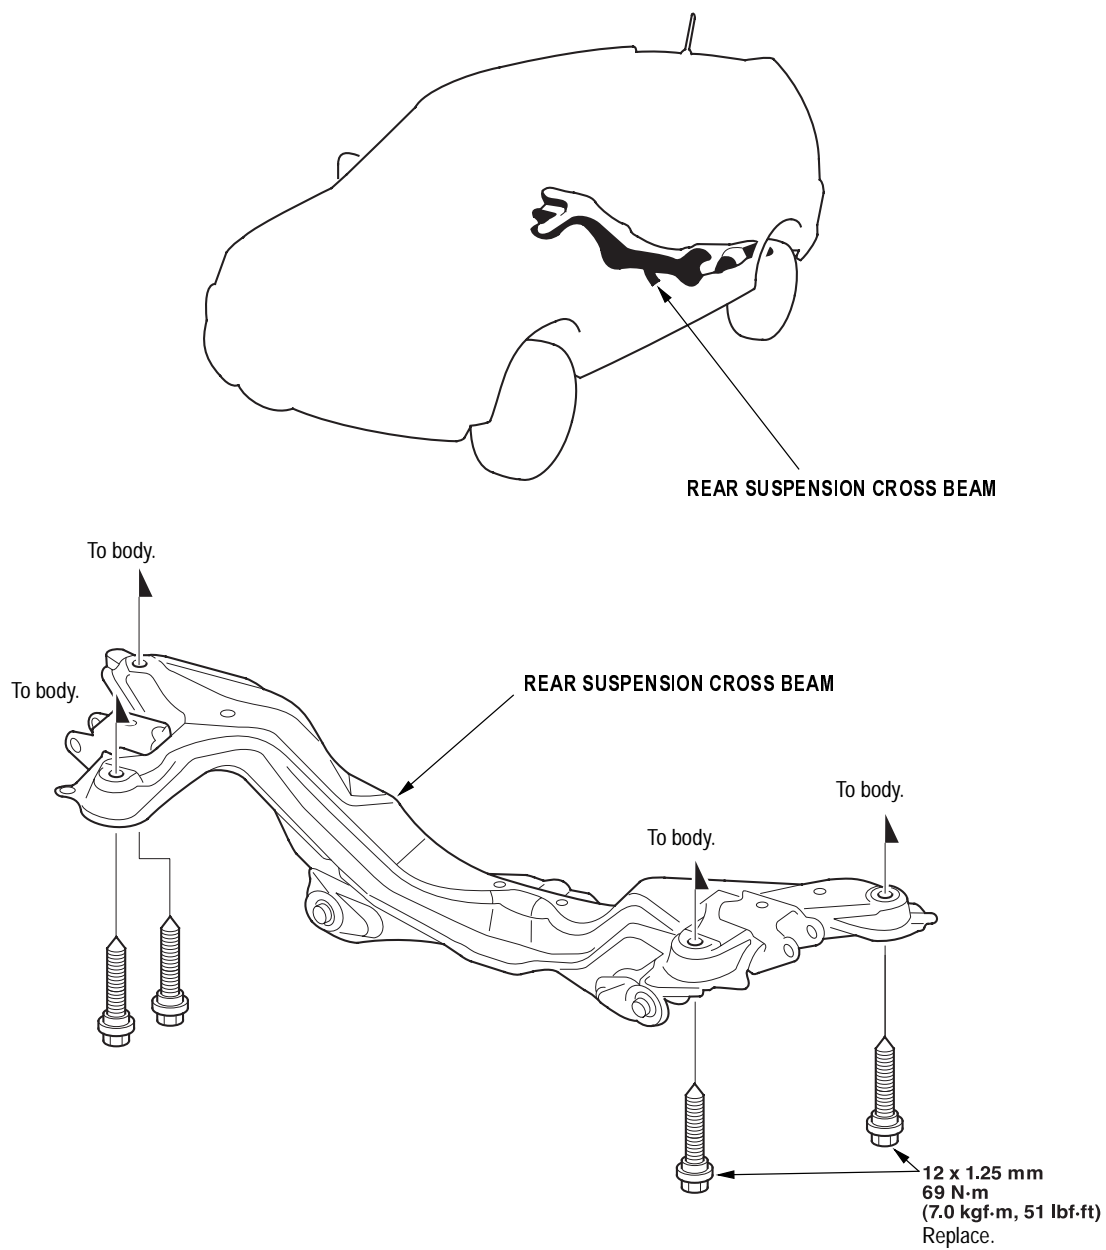 REAR SUSPENSION CROSS BEAM
To body.
REAR SUSPENSION CROSS BEAM
To body.
To body.
To body.
12 x 1.25 mm
69 N·m
(7.0 kgf·m, 51 lbf·ft)
Replace.